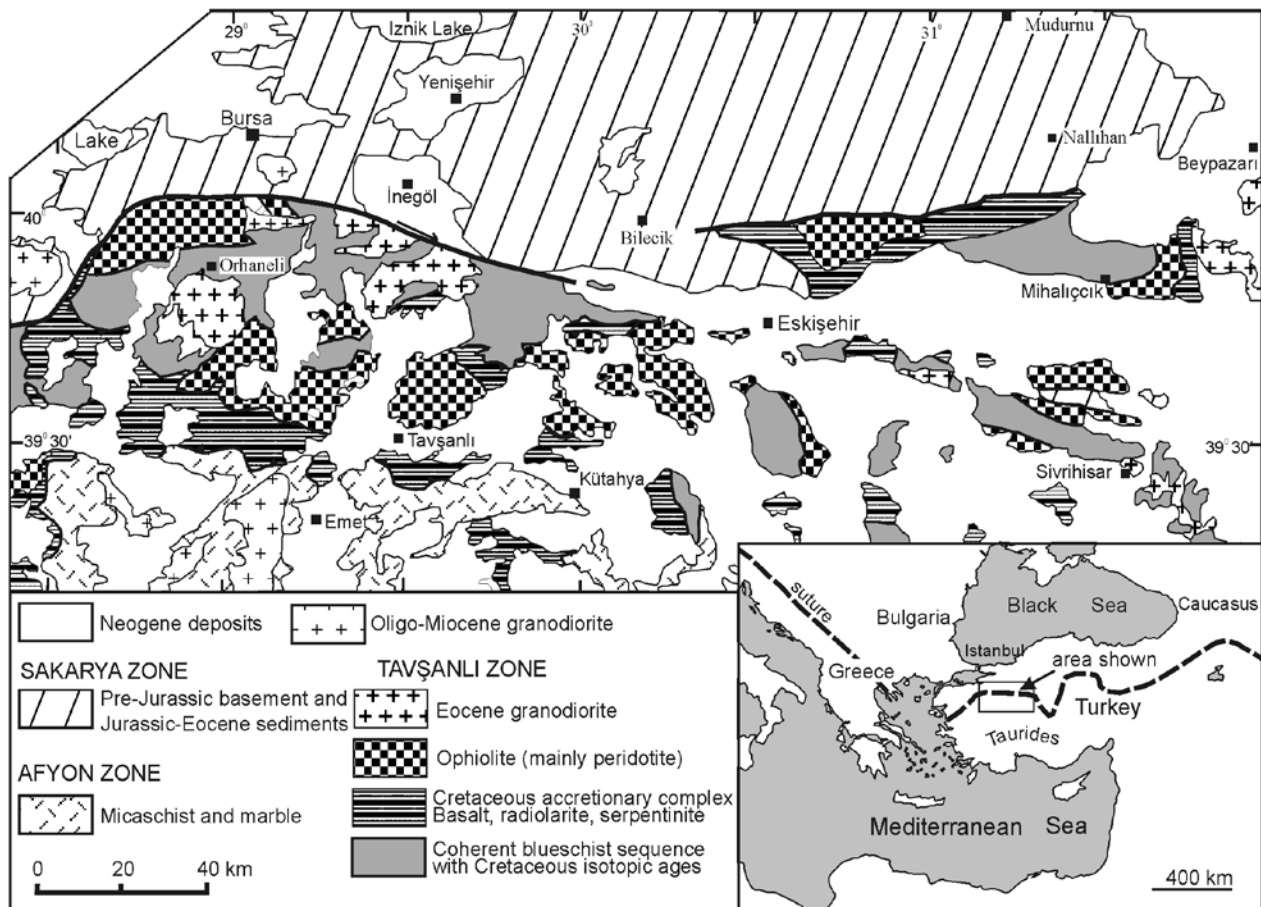 29°
Iznik Lake
30°
31°
Mudurnu
Yenişehir
Bursa
Lake
Nallıhan
Beypazarı
İnegöl
40°
Bilecik
Orhaneli
Mihalıçcık
Eskişehir
39° 30'
Tavşanlı
39° 30'
Sivrihisar
Kütahya
Emet
Neogene deposits
Oligo-Miocene granodiorite
SAKARYA ZONE
Pre-Jurassic basement and
Jurassic-Eocene sediments
AFYON ZONE
Micaschist and marble
0 20 40 km
TAVŞANLI ZONE
Eocene granodiorite
Ophiolite (mainly peridotite)
Cretaceous accretionary complex
Basalt, radiolarite, serpentinite
Coherent blueschist sequence
with Cretaceous isotopic ages
suture
Bulgaria
Black Sea
Caucasus
Istanbul
area shown
Greece
Turkey
Taurides
Mediterranean Sea
400 km